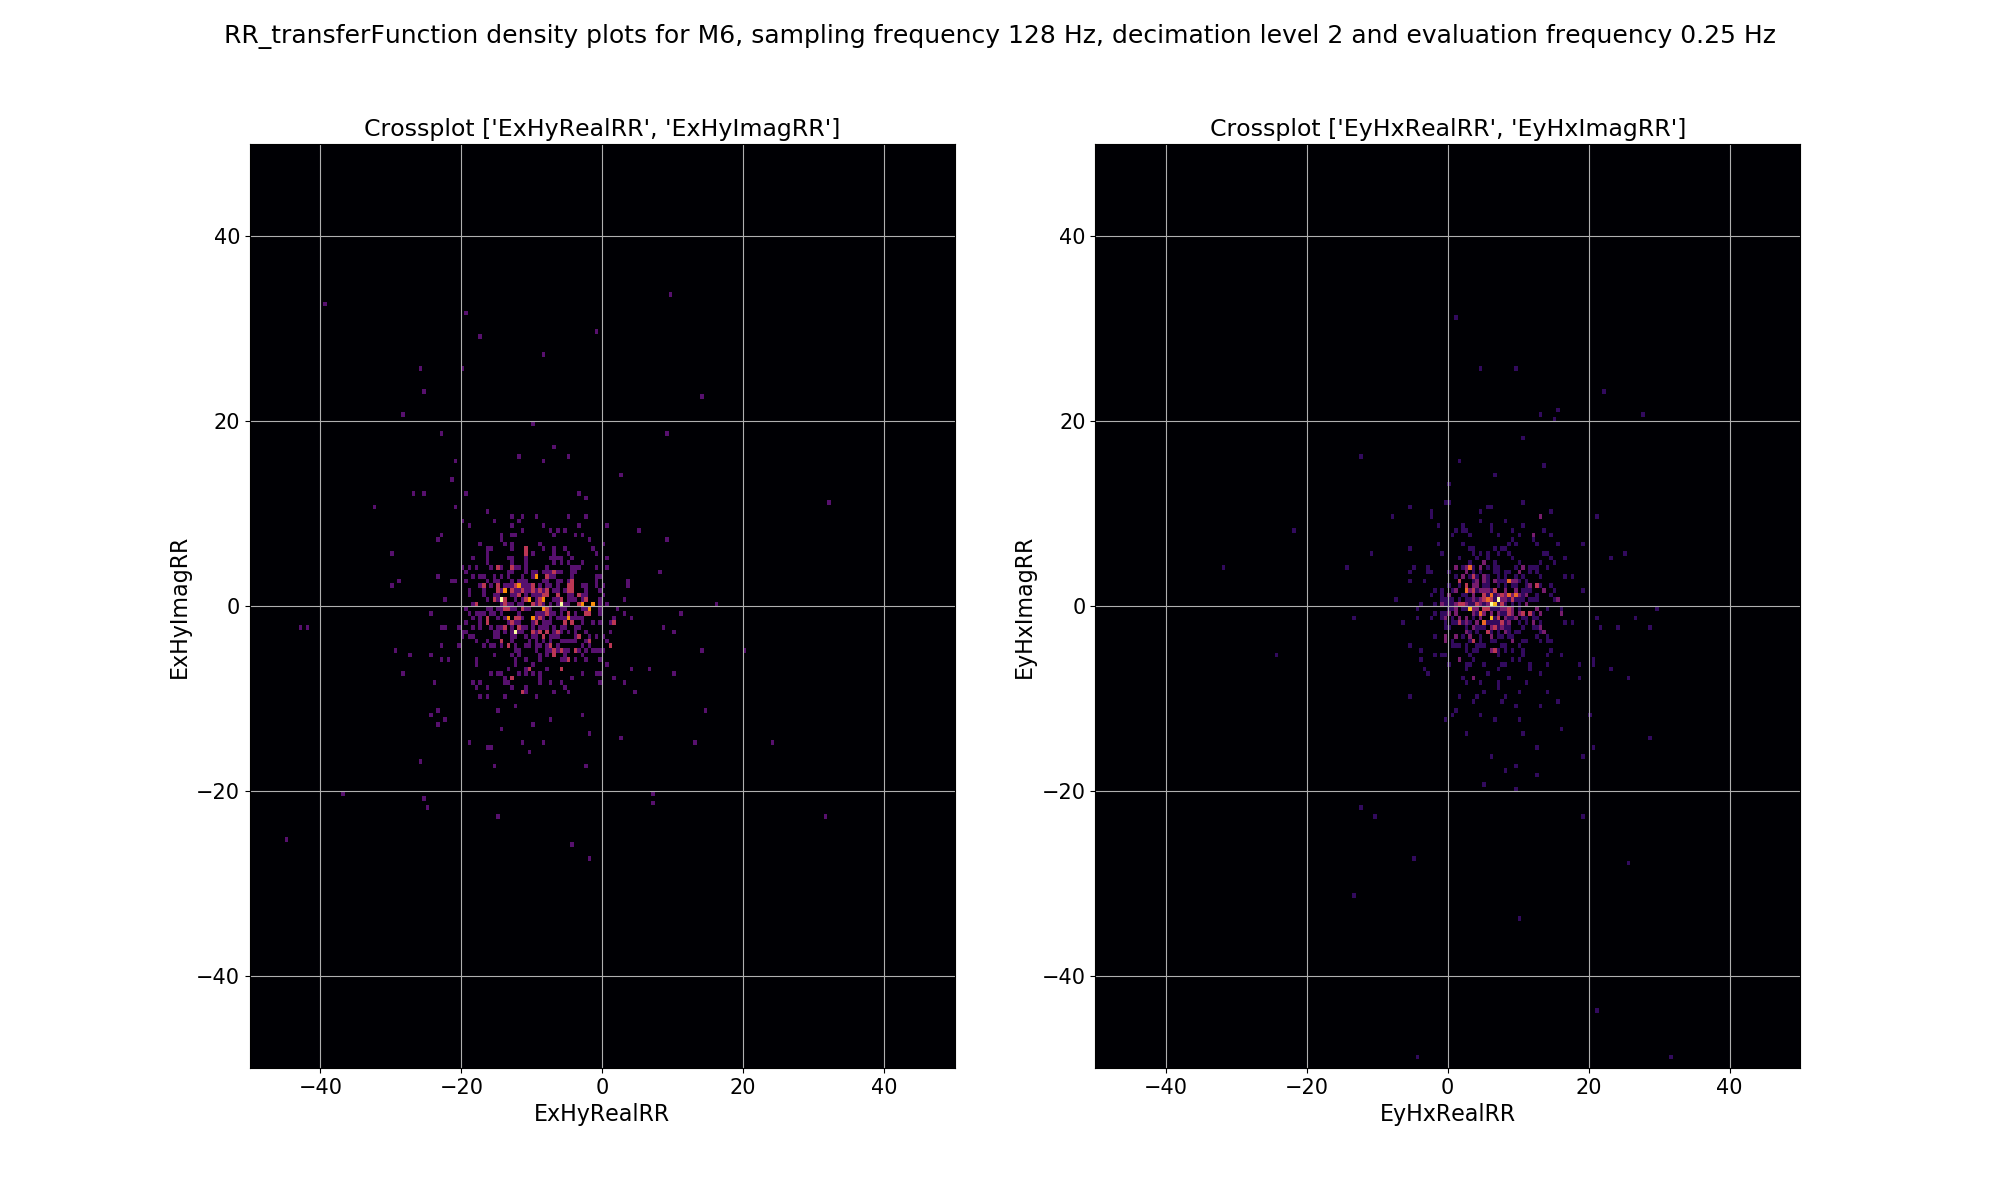 RR_transferFunction density plots for M6, sampling frequency 128 Hz, decimation level 2 and evaluation frequency 0.25 Hz
Crossplot ['ExHyRealRR', 'ExHyImagRR']
40
20
0
−20
−40
ExHyImagRR
−40 −20 0 20 40
ExHyRealRR
Crossplot ['EyHxRealRR', 'EyHxImagRR']
40
20
0
−20
−40
EyHxImagRR
−40 −20 0 20 40
EyHxRealRR